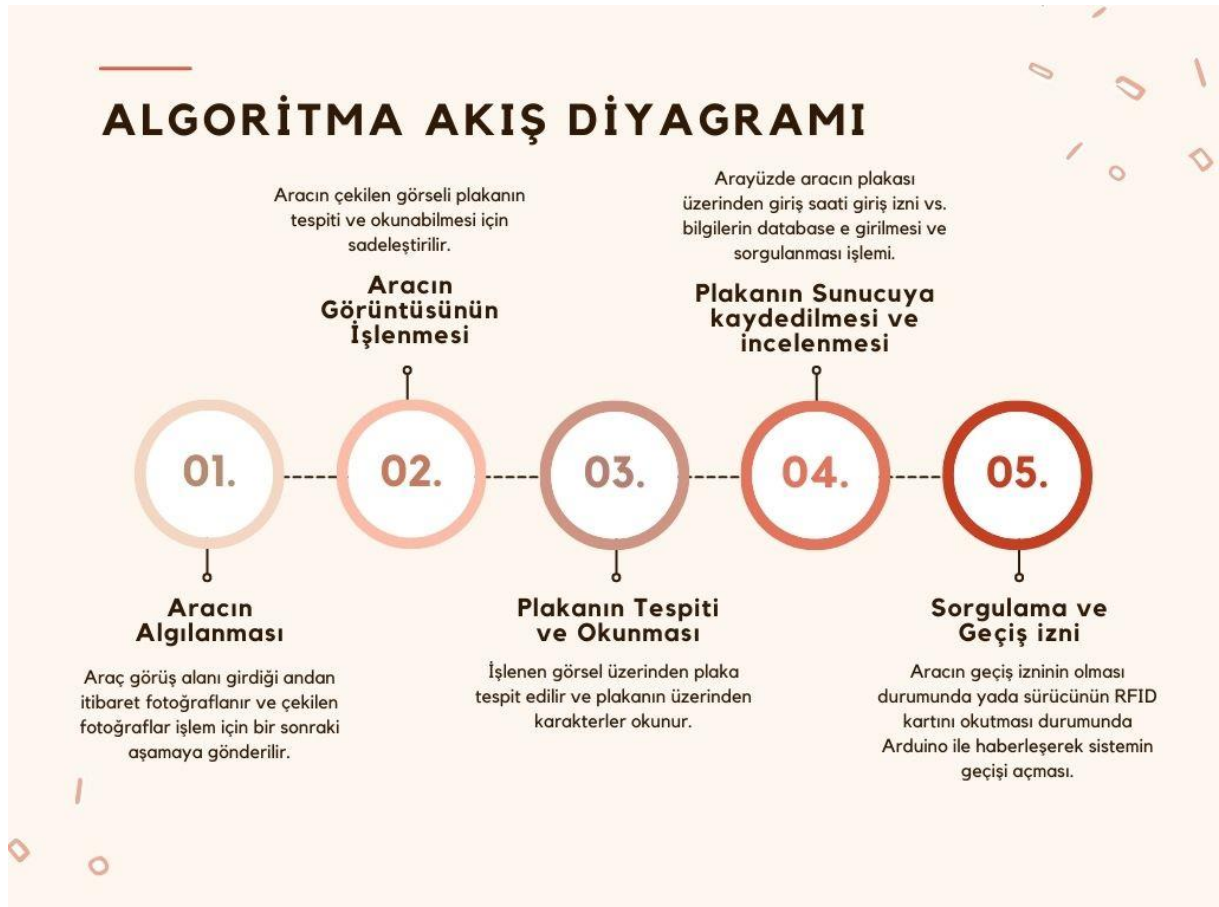 ALGORİTMA AKIŞ DİYAGRAMI
01.
Aracın
Algılanması
Araç görüş alanı girdiği andan
itibaret fotoğraflanır ve çekilen
fotoğraflar işlem için bir sonraki
aşamaya gönderilir.
Aracın çekilen görseli plakanın
tespiti ve okunabilmesi için
sadeleştirilir.
Aracın
Görüntüsünün
İşlenmesi
02.
03.
Plakanın Tespiti
ve Okunması
İşlenen görsel üzerinden plaka
tespit edilir ve plakanın üzerinden
karakterler okunur.
Arayüzde aracın plakası
üzerinden giriş saati giriş izni vs.
bilgilerin database e girilmesi ve
sorgulanması işlemi.
Plakanın Sunucuya
kaydedilmesi ve
incelenmesi
04.
05.
Sorgulama ve
Geçiş izni
Aracın geçiş izninin olması
durumunda yada sürücünün RFID
kartını okutması durumunda
Arduino ile haberleşerek sistemin
geçişi açması.